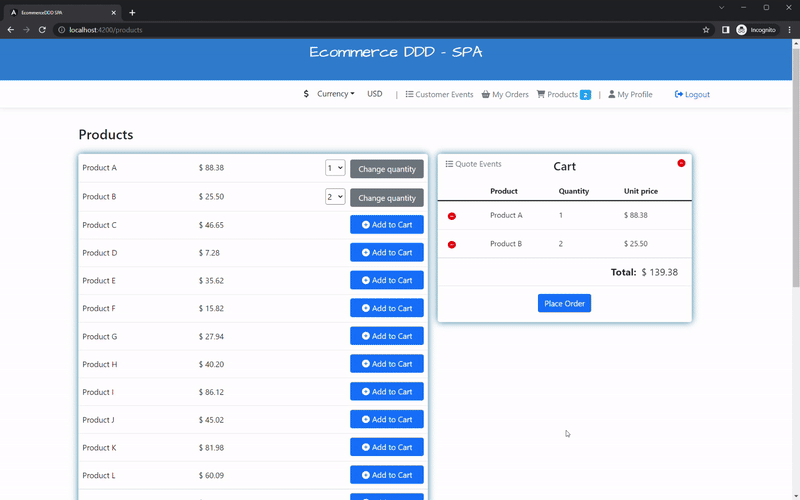 EcommerceDDD SPA
localhost:4200/products
Incognito
Ecommerce DDD - SPA
$ Currency USD | Customer Events My Orders Products 2 | My Profile Logout
Products
Product A $ 88.38 1 Change quantity
Product B $ 25.50 2 Change quantity
Product C $ 46.65 Add to Cart
Product D $ 7.28 Add to Cart
Product E $ 35.62 Add to Cart
Product F $ 15.82 Add to Cart
Product G $ 27.94 Add to Cart
Product H $ 40.20 Add to Cart
Product I $ 86.12 Add to Cart
Product J $ 45.02 Add to Cart
Product K $ 81.98 Add to Cart
Product L $ 60.09 Add to Cart
Quote Events Cart
Product Quantity Unit price
Product A 1 $ 88.38
Product B 2 $ 25.50
Total: $ 139.38
Place Order